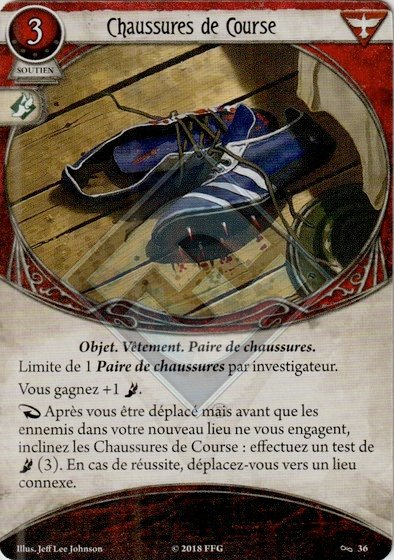 3
Chaussures de Course
SOUTIEN
Objet. Vêtement. Paire de chaussures.
Limite de 1 Paire de chaussures par investigateur.
Vous gagnez +1 .
Après vous être déplacé mais avant que les
ennemis dans votre nouveau lieu ne vous engagent,
inclinez les Chaussures de Course : effectuez un test de
(3). En cas de réussite, déplacez-vous vers un lieu
connexe.
Illus. Jeff Lee Johnson © 2018 FFG 36